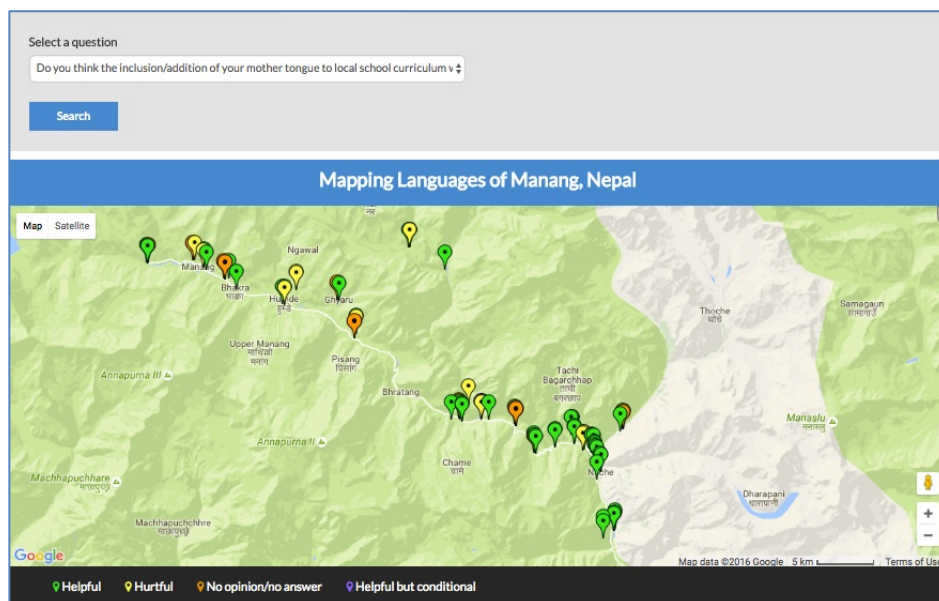 Select a question
Do you think the inclusion/addition of your mother tongue to local school curriculum v
Search
Mapping Languages of Manang, Nepal
Map Satellite
Ngawal
Manang
Bhakra
भाक्रा
Humde
हुम्डे
Ghyaru
Thoche
थोचे
Samagaun
सामागाउँ
Upper Manang
माथिल्लो
मनाग
Pisang
पिसांग
Annapurna III
Bhratang
Tachi
Bagarchhap
ताची
बगरछाप
Manaslu
मनास्लु
Annapurna II
Chame
चामे
Machhapuchhare
माछापुछ्रे
Dharapani
धारापानी
Machhapuchchhre
माछापुछ्रे
Google
Map data ©2016 Google
5 km
Terms of Use
Helpful Hurtful No opinion/no answer Helpful but conditional